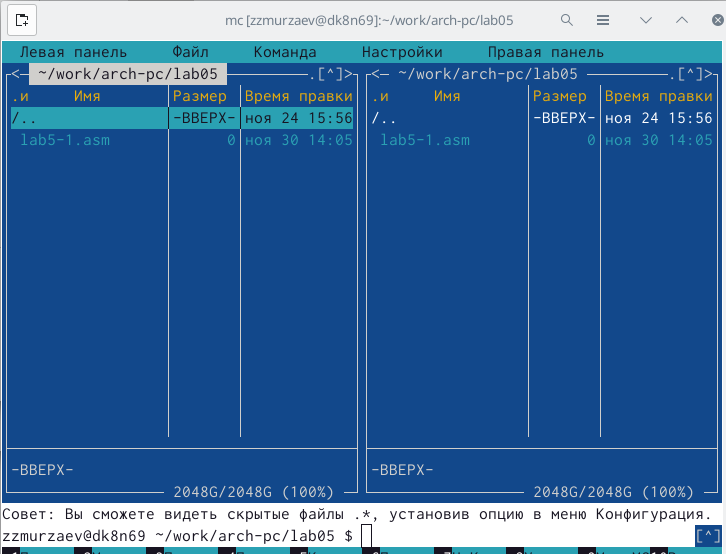 mc [zzmurzaev@dk8n69]:~/work/arch-pc/lab05
Левая панель Файл Команда Настройки Правая панель
<— ~/work/arch-pc/lab05 .[^]> <— ~/work/arch-pc/lab05 .[^]>
.и Имя Размер Время правки .и Имя Размер Время правки
/.. -ВВЕРХ- ноя 24 15:56 /.. -ВВЕРХ- ноя 24 15:56
lab5-1.asm 0 ноя 30 14:05 lab5-1.asm 0 ноя 30 14:05
-ВВЕРХ- -ВВЕРХ-
2048G/2048G (100%) 2048G/2048G (100%)
Совет: Вы сможете видеть скрытые файлы .*, установив опцию в меню Конфигурация.
zzmurzaev@dk8n69 ~/work/arch-pc/lab05 $ [^]